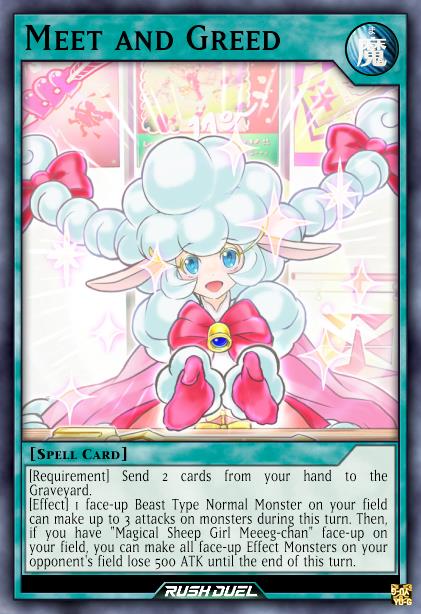 Meet and Greed
ま
魔
[Spell Card]
[Requirement] Send 2 cards from your hand to the
Graveyard.
[Effect] 1 face-up Beast Type Normal Monster on your field
can make up to 3 attacks on monsters during this turn. Then,
if you have "Magical Sheep Girl Meeeg-chan" face-up on
your field, you can make all face-up Effect Monsters on your
opponent's field lose 500 ATK until the end of this turn.
RUSH DUEL